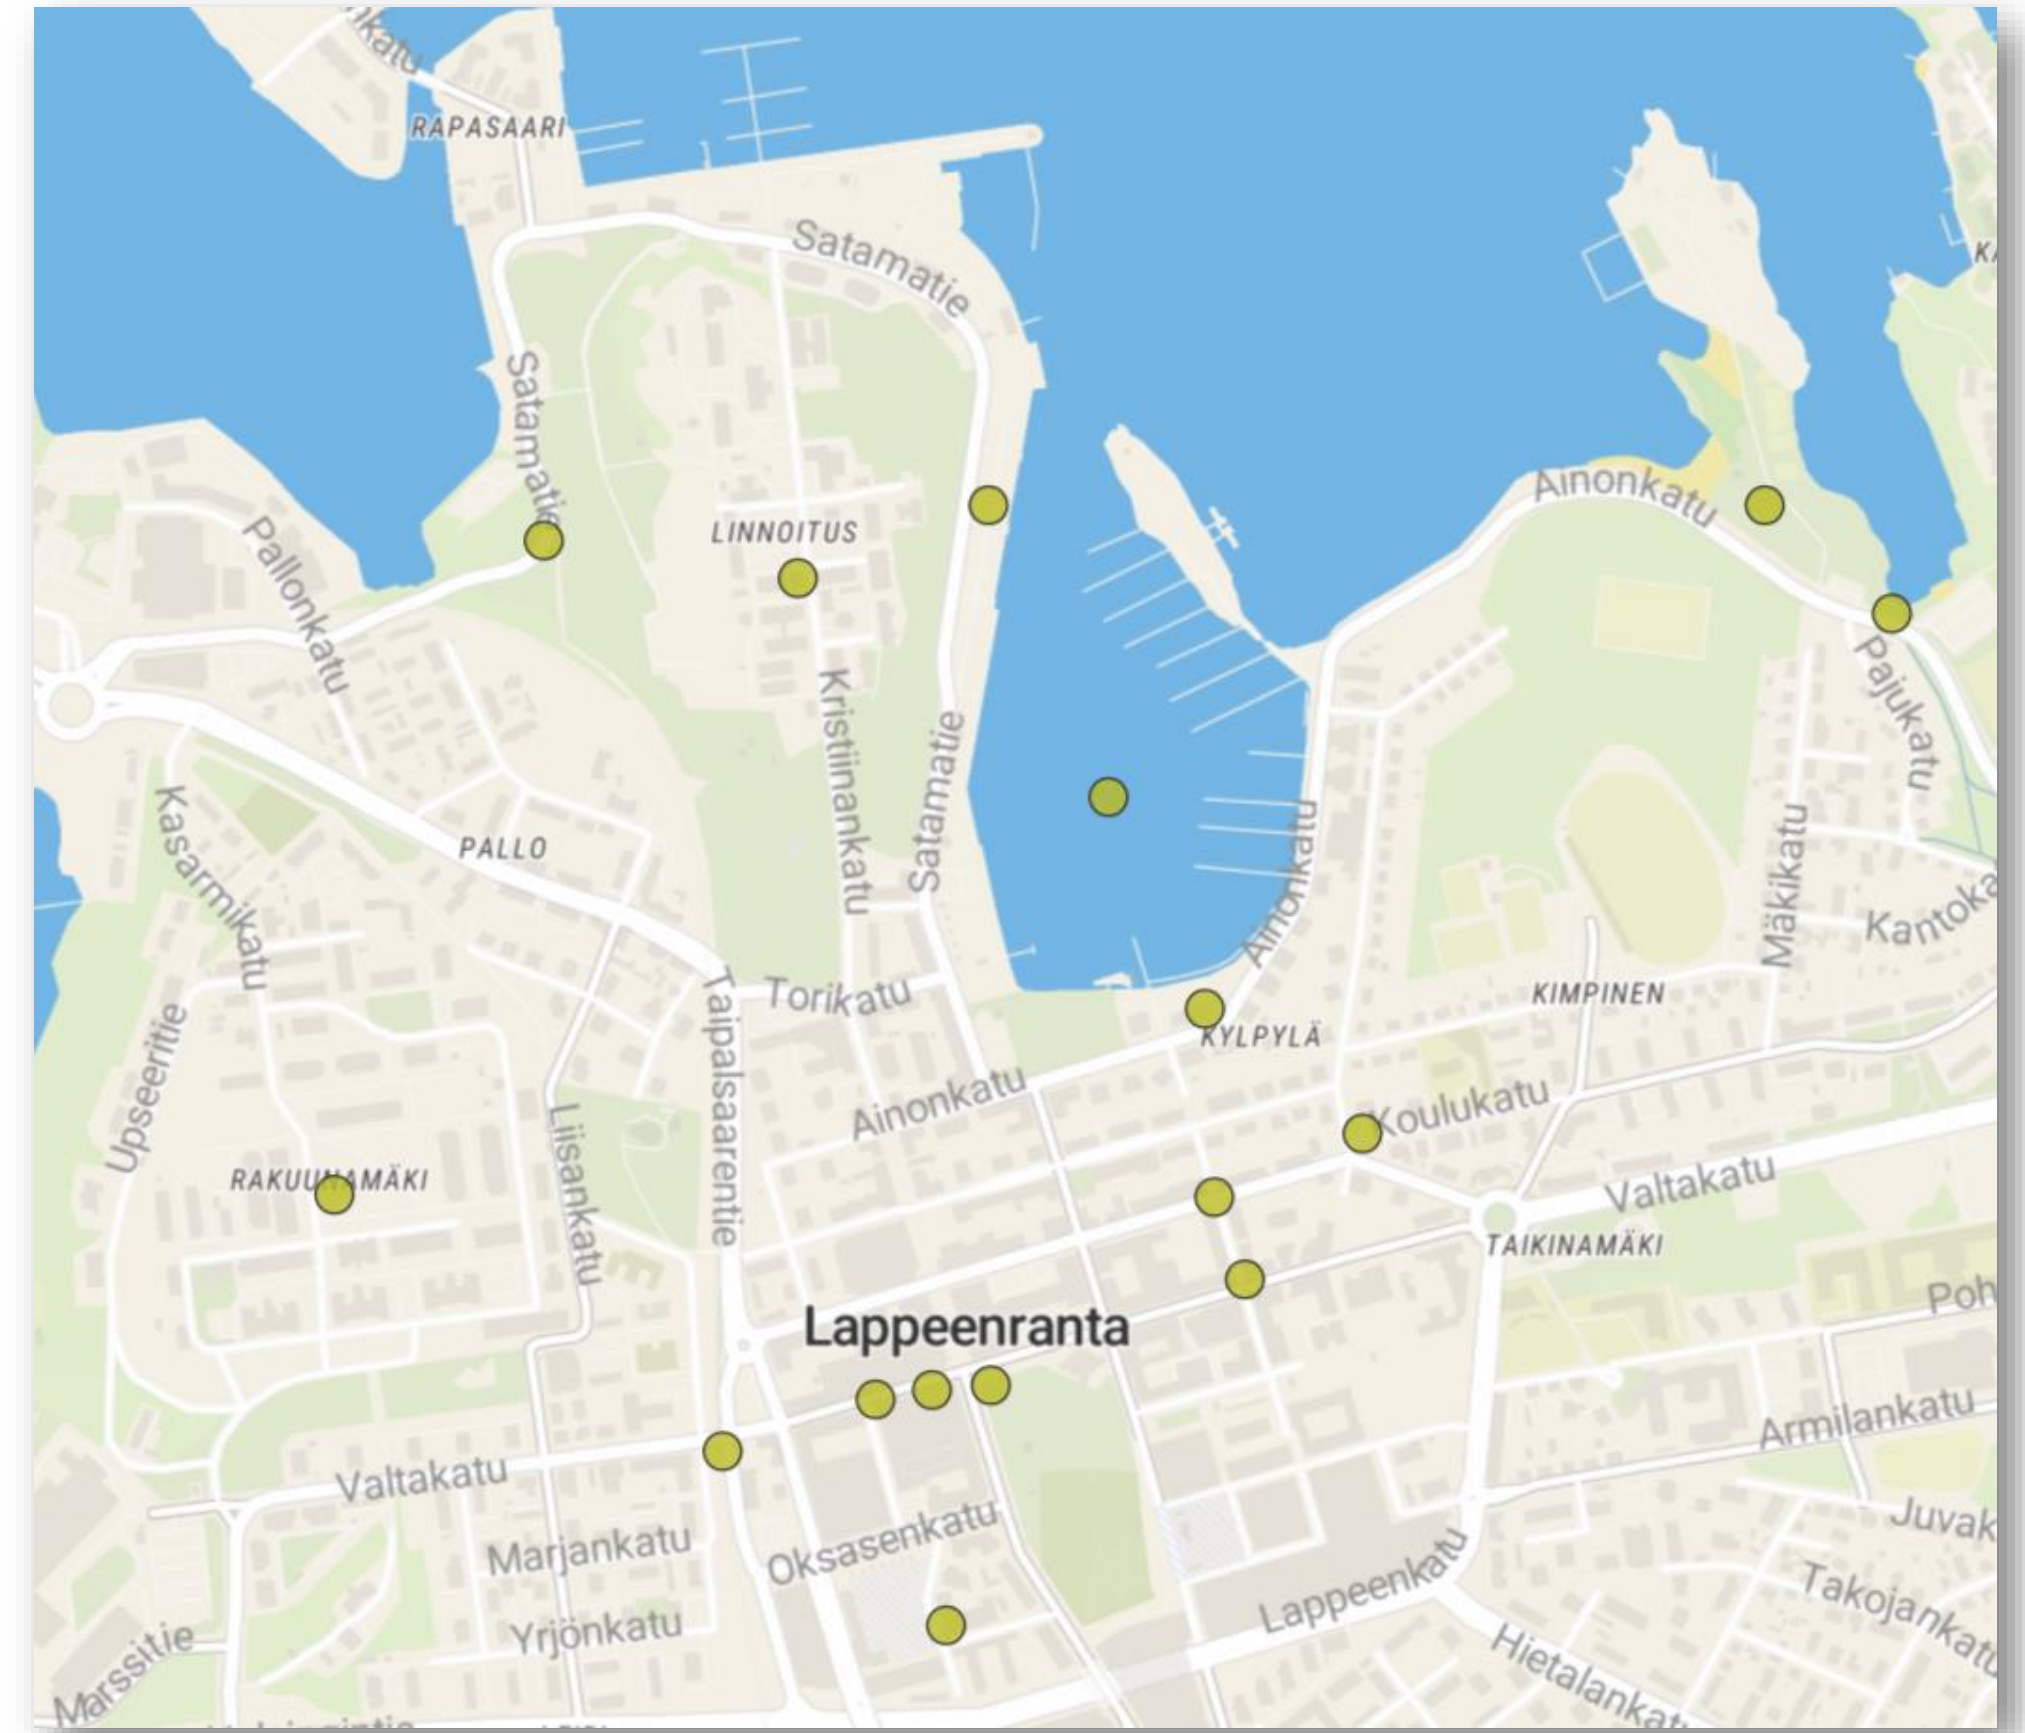 RAPASAARI
Satamatie
Satamatie
Ainonkatu
Pallonkatu
LINNOITUS
Pajukatu
Kristiinankatu
Satamatie
Kasarmikatu
PALLO
Ainonkatu
Mäkikatu
Kantoka
Taipalsaarentie
Torikatu
KIMPINEN
KYLPYLÄ
Upseeritie
Ainonkatu
Koulukatu
Liisankatu
RAKUUNAMÄKI
Valtakatu
TAIKINAMÄKI
Lappeenranta
Poh
Armilankatu
Valtakatu
Juvak
Marjankatu
Oksasenkatu
Lappeenkatu
Takojankatu
Yrjönkatu
Hietalankatu
Marssitie